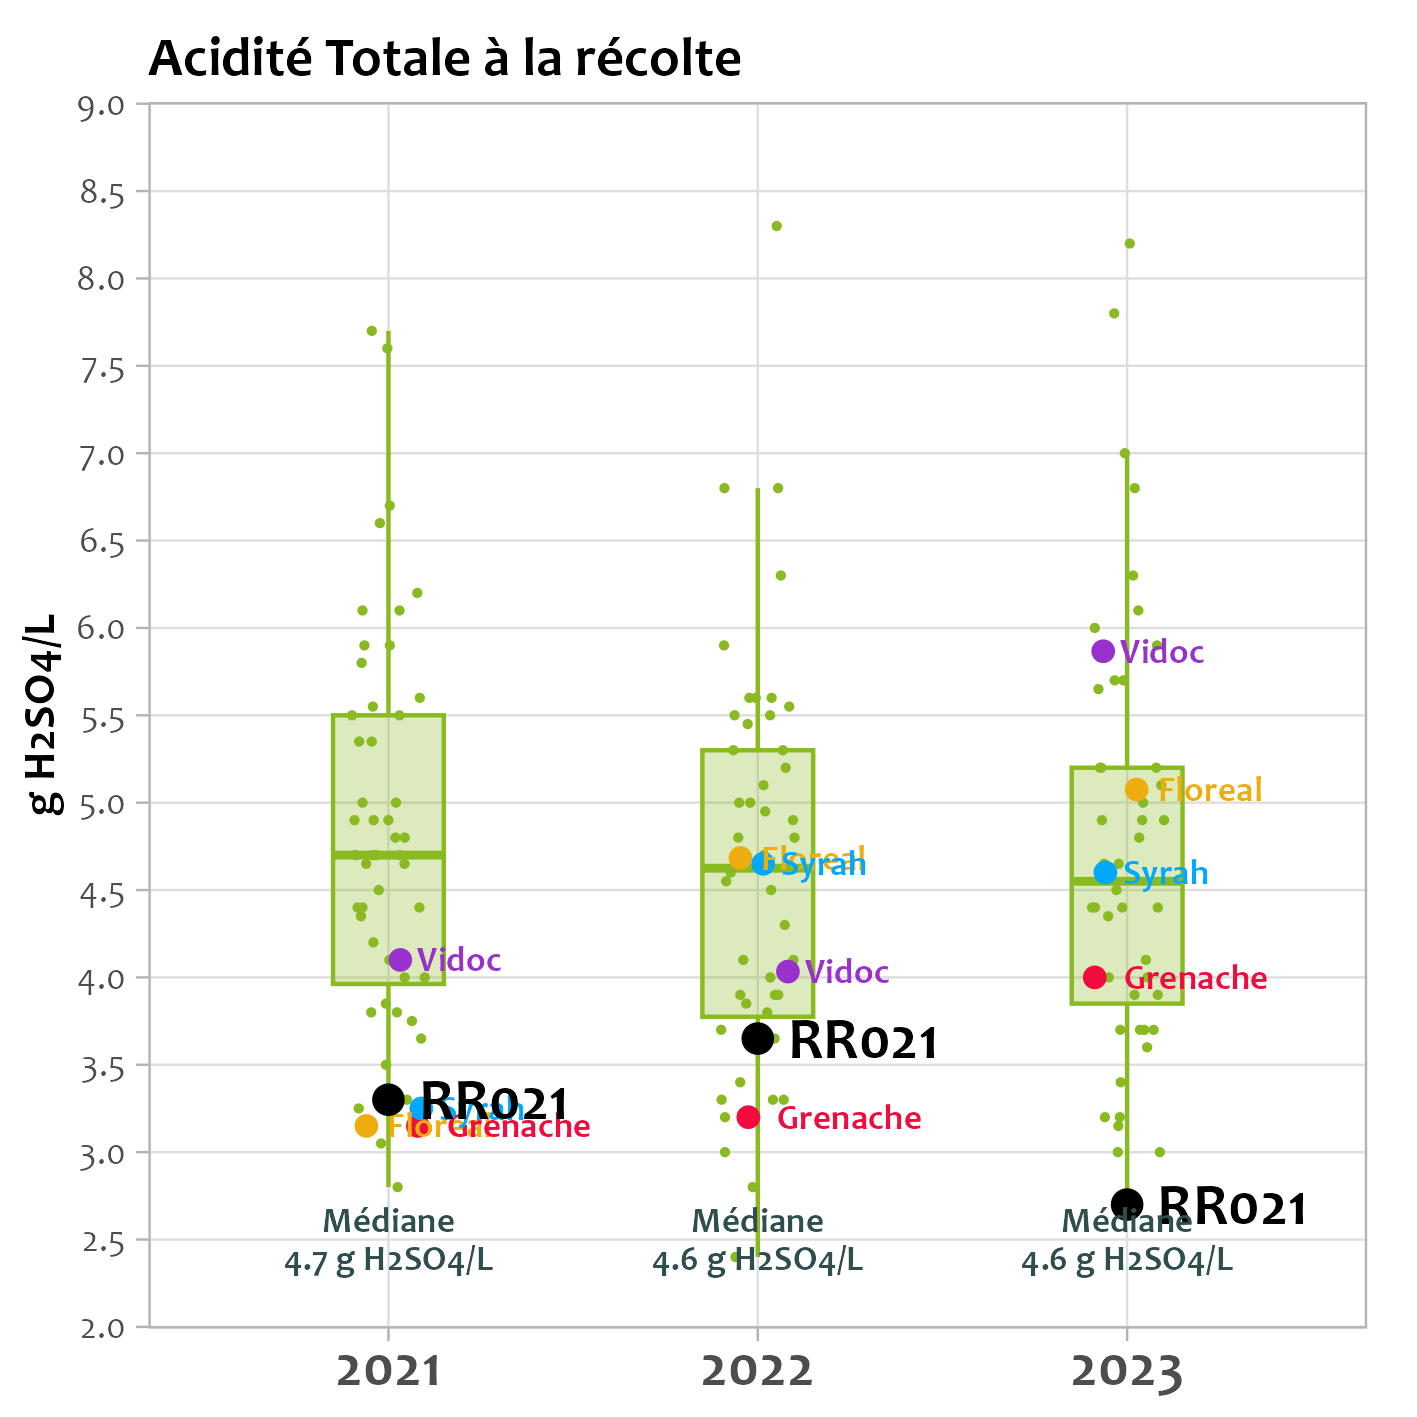 Acidité Totale à la récolte
g H2SO4/L
9.0
8.5
8.0
7.5
7.0
6.5
6.0
5.5
5.0
4.5
4.0
3.5
3.0
2.5
2.0
Vidoc
RR021
Syrah
Floreal
Grenache
Médiane
4.7 g H2SO4/L
Floreal
Syrah
Vidoc
RR021
Grenache
Médiane
4.6 g H2SO4/L
Vidoc
Floreal
Syrah
Grenache
RR021
Médiane
4.6 g H2SO4/L
2021
2022
2023